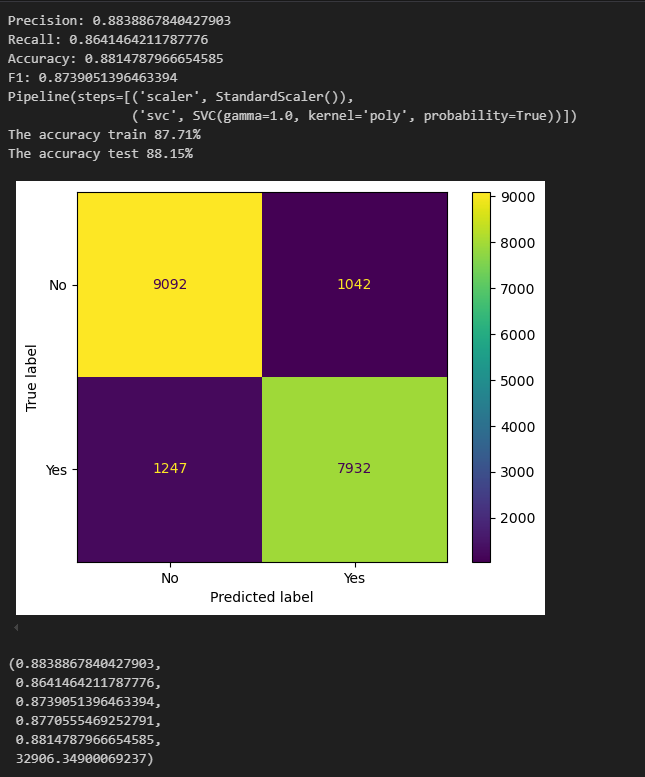 Precision: 0.8838867840427903
Recall: 0.8641464211787776
Accuracy: 0.8814787966654585
F1: 0.8739051396463394
Pipeline(steps=[('scaler', StandardScaler()),
('svc', SVC(gamma=1.0, kernel='poly', probability=True))])
The accuracy train 87.71%
The accuracy test 88.15%
9000
8000
7000
6000
5000
4000
3000
2000
No
9092
1042
True label
Yes
1247
7932
No
Yes
Predicted label
(0.8838867840427903,
0.8641464211787776,
0.8739051396463394,
0.8770555469252791,
0.8814787966654585,
32906.34900069237)